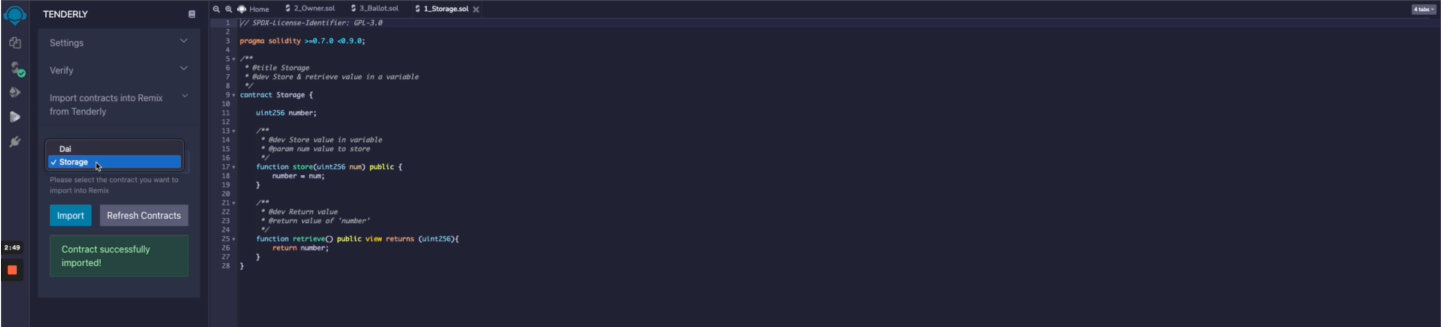 TENDERLY
Settings
Verify
Import contracts into Remix
from Tenderly
Dai
✓ Storage
Please select the contract you want to
import into Remix
Import
Refresh Contracts
Contract successfully
imported!
2:49
Home
2_Owner.sol
3_Ballot.sol
1_Storage.sol
4 tabs
1 // SPDX-License-Identifier: GPL-3.0
2
3 pragma solidity >=0.7.0 <0.9.0;
4
5 /**
6 * @title Storage
7 * @dev Store & retrieve value in a variable
8 */
9 contract Storage {
10
11 uint256 number;
12
13 /**
14 * @dev Store value in variable
15 * @param num value to store
16 */
17 function store(uint256 num) public {
18 number = num;
19 }
20
21 /**
22 * @dev Return value
23 * @return value of 'number'
24 */
25 function retrieve() public view returns (uint256){
26 return number;
27 }
28 }